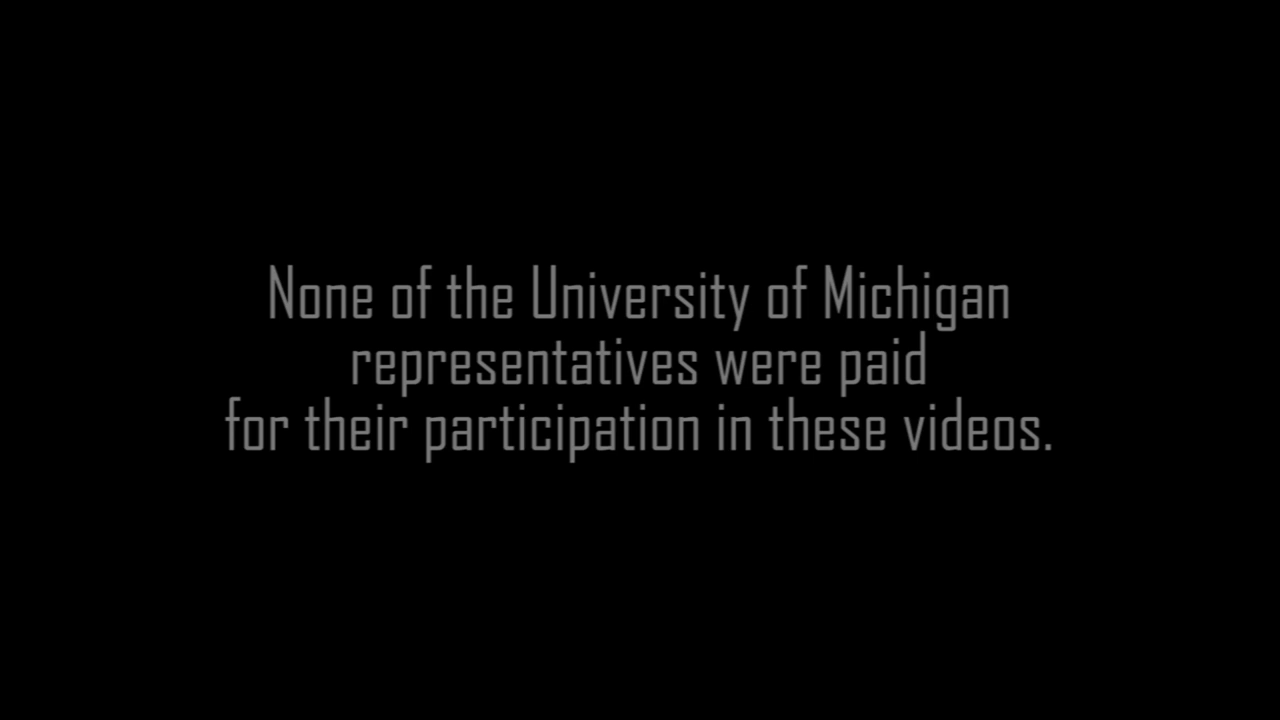 None of the University of Michigan
representatives were paid
for their participation in these videos.